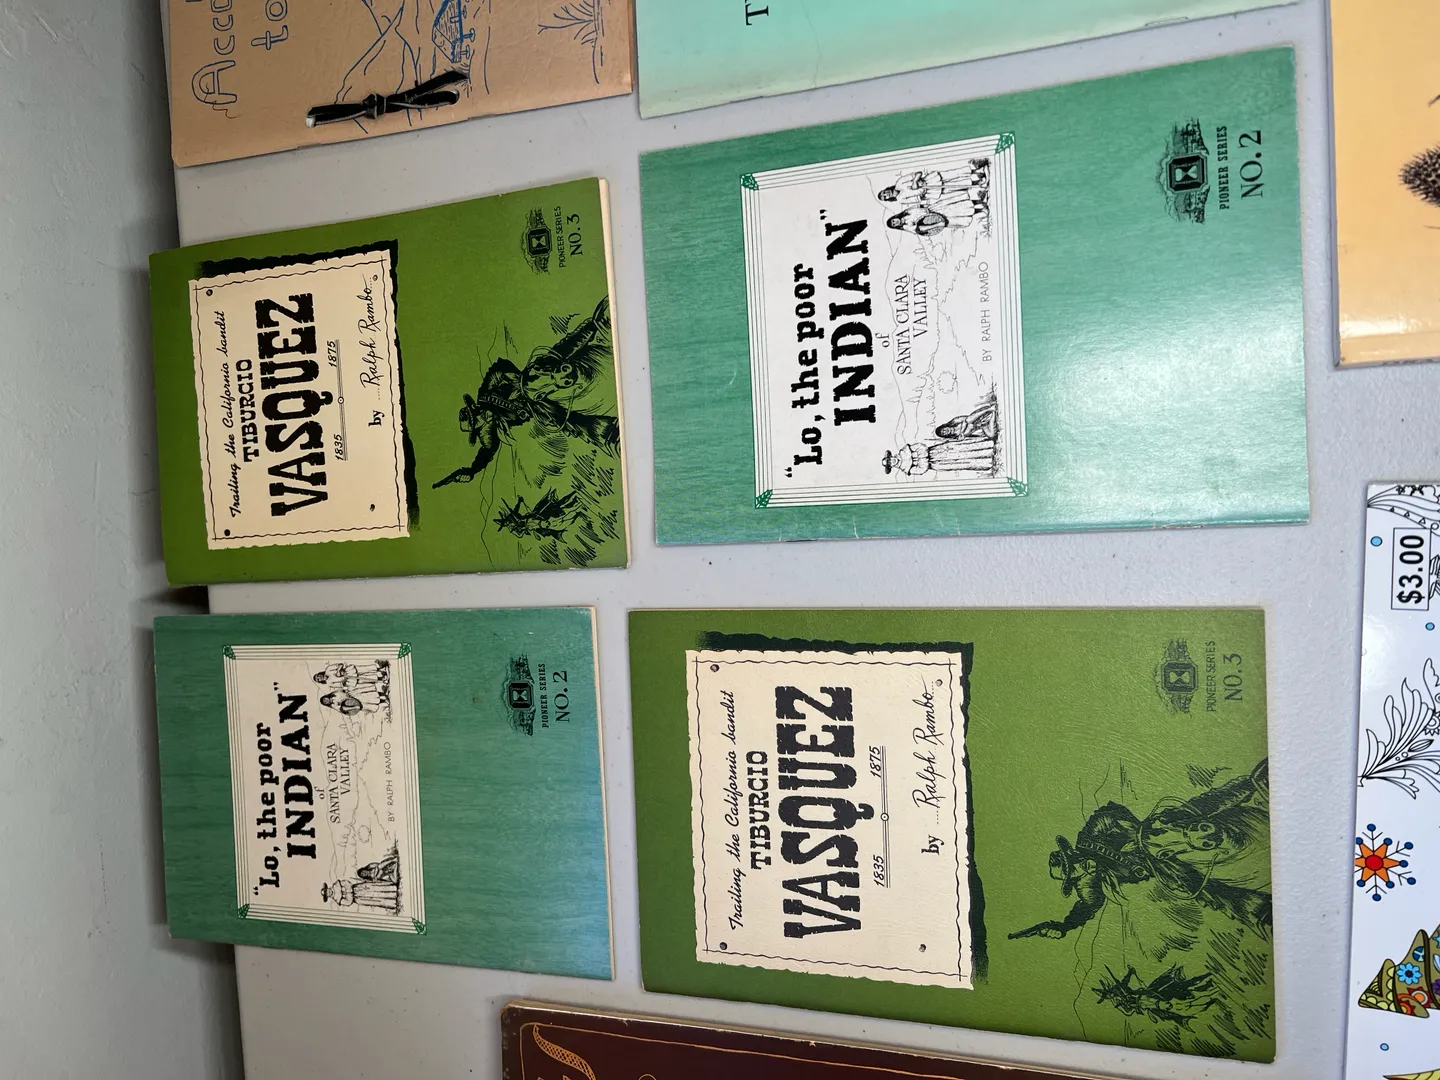 Acco
to
T
Trailing the California bandit
TIBURCIO
VASQUEZ
1835 1875
by ....Ralph Rambo...
PIONEER SERIES
NO. 3
"Lo, the poor
INDIAN"
of
SANTA CLARA
VALLEY
BY RALPH RAMBO
PIONEER SERIES
NO. 2
"Lo, the poor
INDIAN"
of
SANTA CLARA
VALLEY
BY RALPH RAMBO
PIONEER SERIES
NO. 2
Trailing the California bandit
TIBURCIO
VASQUEZ
1835 1875
by ....Ralph Rambo...
PIONEER SERIES
NO. 3
$3.00